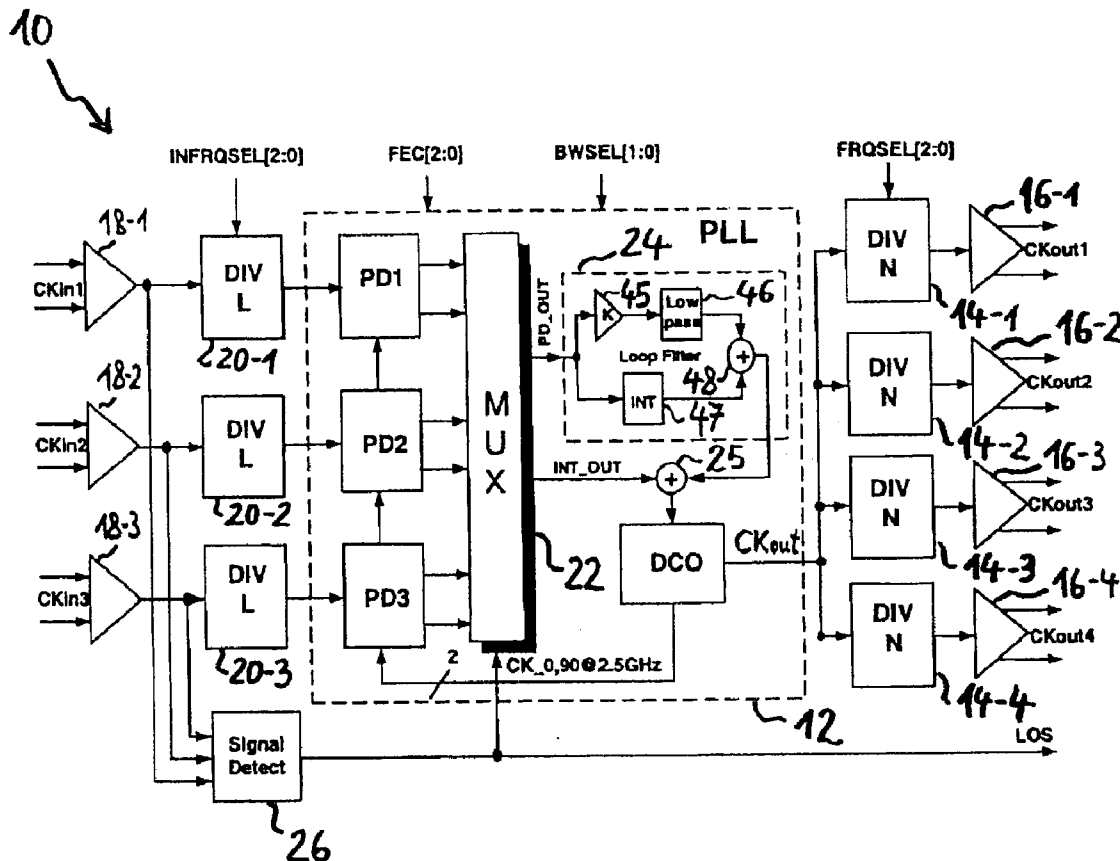 10
INFRQSEL[2:0]
FEC[2:0]
BWSEL[1:0]
FRQSEL[2:0]
18-1
CKin1
DIV
L
20-1
PD1
PLL
24
45
K
Low
pass
46
PD_OUT
Loop Filter
48
INT
47
DIV
N
14-1
16-1
CKout1
18-2
CKin2
DIV
L
20-2
PD2
MUX
INT_OUT
25
DIV
N
14-2
16-2
CKout2
18-3
CKin3
DIV
L
20-3
PD3
22
DCO
CKout
DIV
N
14-3
16-3
CKout3
2
CK_0,90@2.5GHz
12
DIV
N
14-4
16-4
CKout4
Signal
Detect
26
LOS